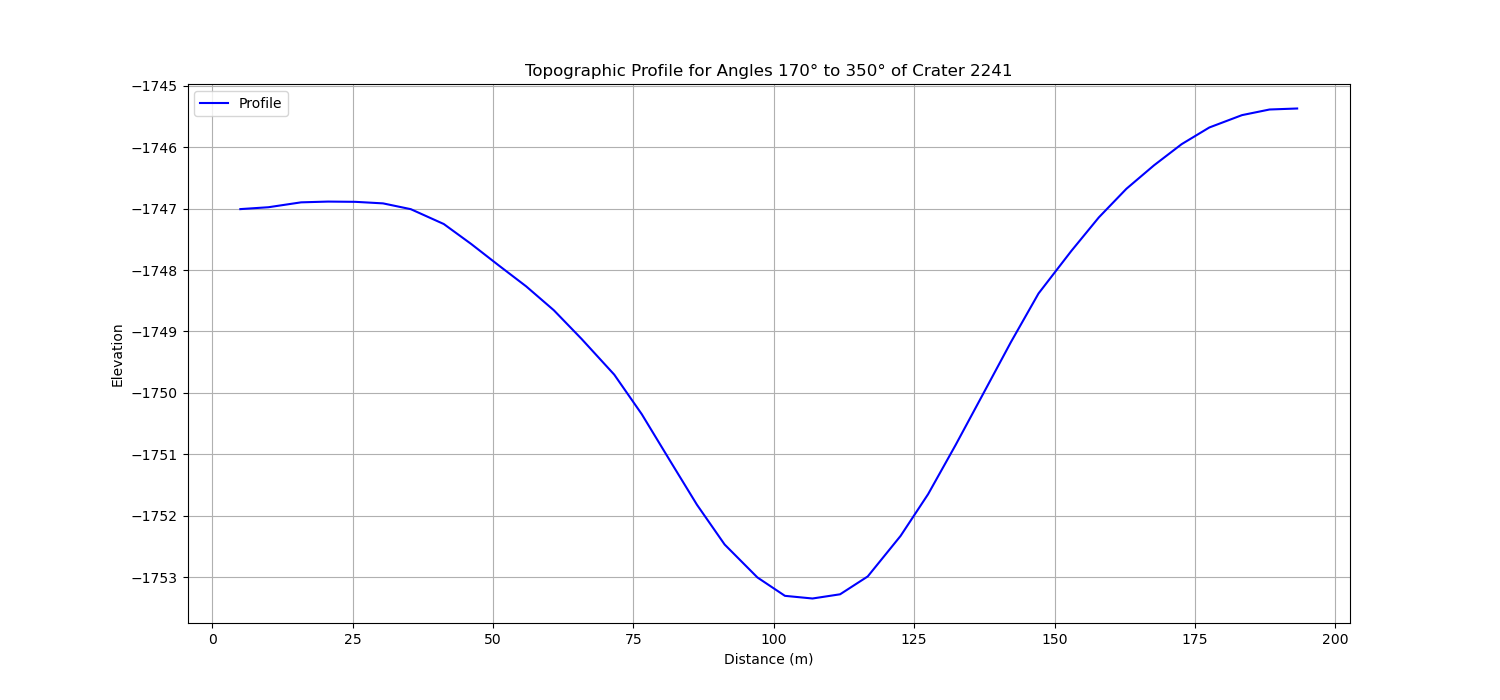 Topographic Profile for Angles 170° to 350° of Crater 2241
Profile
−1745
−1746
−1747
−1748
−1749
−1750
−1751
−1752
−1753
Elevation
0 25 50 75 100 125 150 175 200
Distance (m)